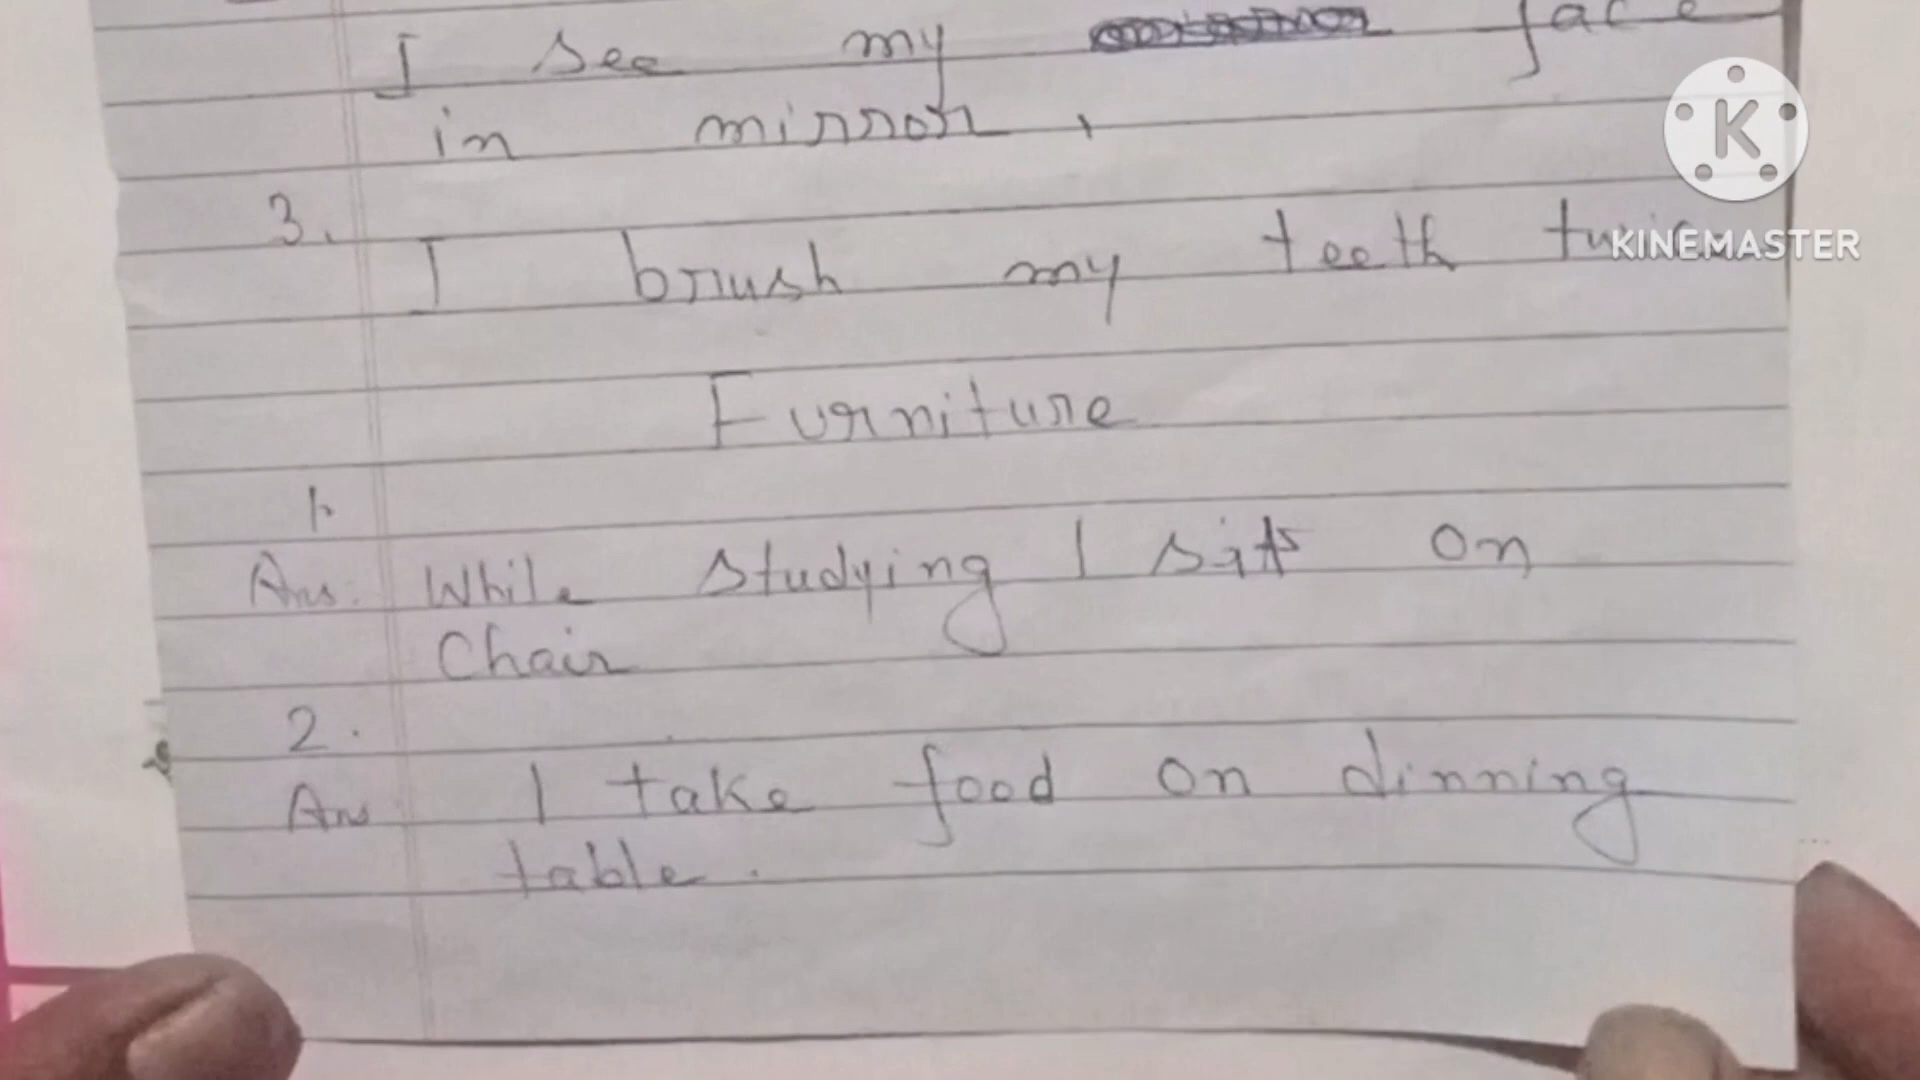 I see my face
in mirror.
3.
I brush my teeth twice
KINEMASTER
Furniture
1.
Ans. While studying I sits on
Chair
2.
Ans I take food on dinning
table.